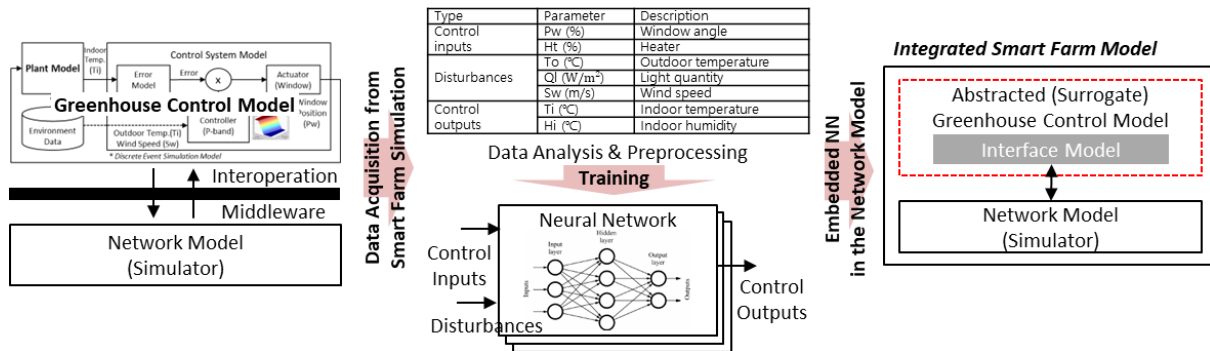 Indoor
Temp.
(Ti)
Control System Model
Plant Model
Error
Model
Error
x
Actuator
(Window)
Greenhouse Control Model
Window
Position
(Pw)
Environment
Data
Controller
(P-band)
Outdoor Temp.(Ti)
Wind Speed (Sw)
* Discrete Event Simulation Model
Interoperation
Middleware
Network Model
(Simulator)
Data Acquisition from
Smart Farm Simulation
Type Parameter Description
Control inputs Pw (%) Window angle
Ht (%) Heater
Disturbances To (℃) Outdoor temperature
Ql (W/m²) Light quantity
Sw (m/s) Wind speed
Control outputs Ti (℃) Indoor temperature
Hi (℃) Indoor humidity
Data Analysis & Preprocessing
Training
Neural Network
Input
layer
Hidden
layer
Output
layer
Inputs
Outputs
Control
Inputs
Disturbances
Control
Outputs
Embedded NN
in the Network Model
Integrated Smart Farm Model
Abstracted (Surrogate)
Greenhouse Control Model
Interface Model
Network Model
(Simulator)